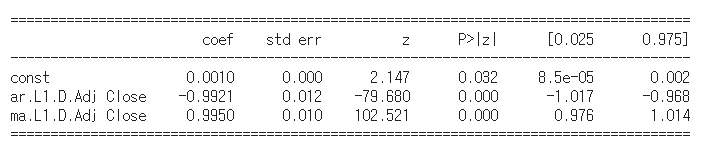 coef std err z P>|z| [0.025 0.975]
const 0.0010 0.000 2.147 0.032 8.5e-05 0.002
ar.L1.D.Adj Close -0.9921 0.012 -79.680 0.000 -1.017 -0.968
ma.L1.D.Adj Close 0.9950 0.010 102.521 0.000 0.976 1.014